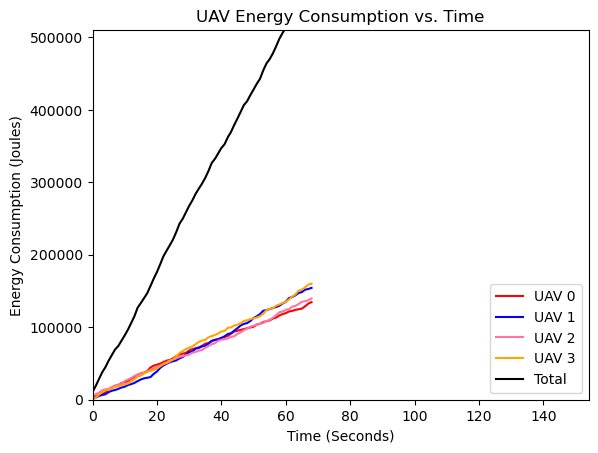 UAV Energy Consumption vs. Time
500000
400000
300000
200000
100000
0
Energy Consumption (Joules)
0 20 40 60 80 100 120 140
Time (Seconds)
UAV 0
UAV 1
UAV 2
UAV 3
Total